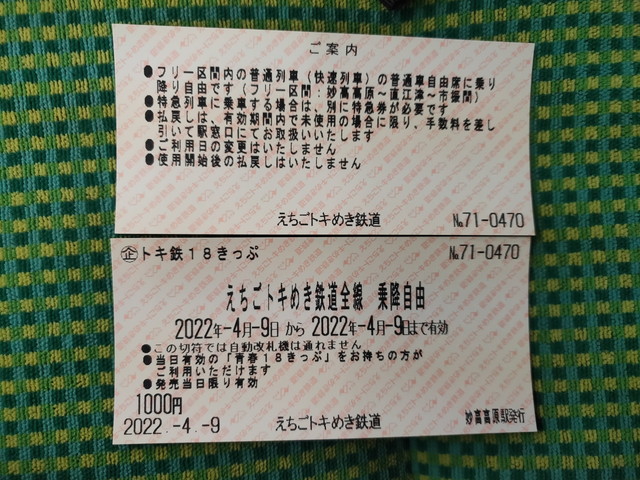 ご案内
●フリー区間内の普通列車（快速列車）の普通車自由席に乗り
降り自由です（フリー区間：妙高高原～直江津～市振間）
●特急列車に乗車する場合は、別に特急券が必要です
●払戻しは、有効期間内で未使用の場合に限り、手数料を差し
引いて駅窓口にてお取扱いいたします
●ご利用日の変更はいたしません
●使用開始後の払戻しはいたしません
えちごトキめき鉄道
№71-0470
㊭トキ鉄18きっぷ
№71-0470
えちごトキめき鉄道全線 乗降自由
2022年-4月-9日 から 2022年-4月-9日まで有効
●この切符では自動改札機は通れません
●当日有効の「青春18きっぷ」をお持ちの方が
ご利用いただけます
●発売当日限り有効
1000円
2022.-4.-9
えちごトキめき鉄道
妙高高原駅発行